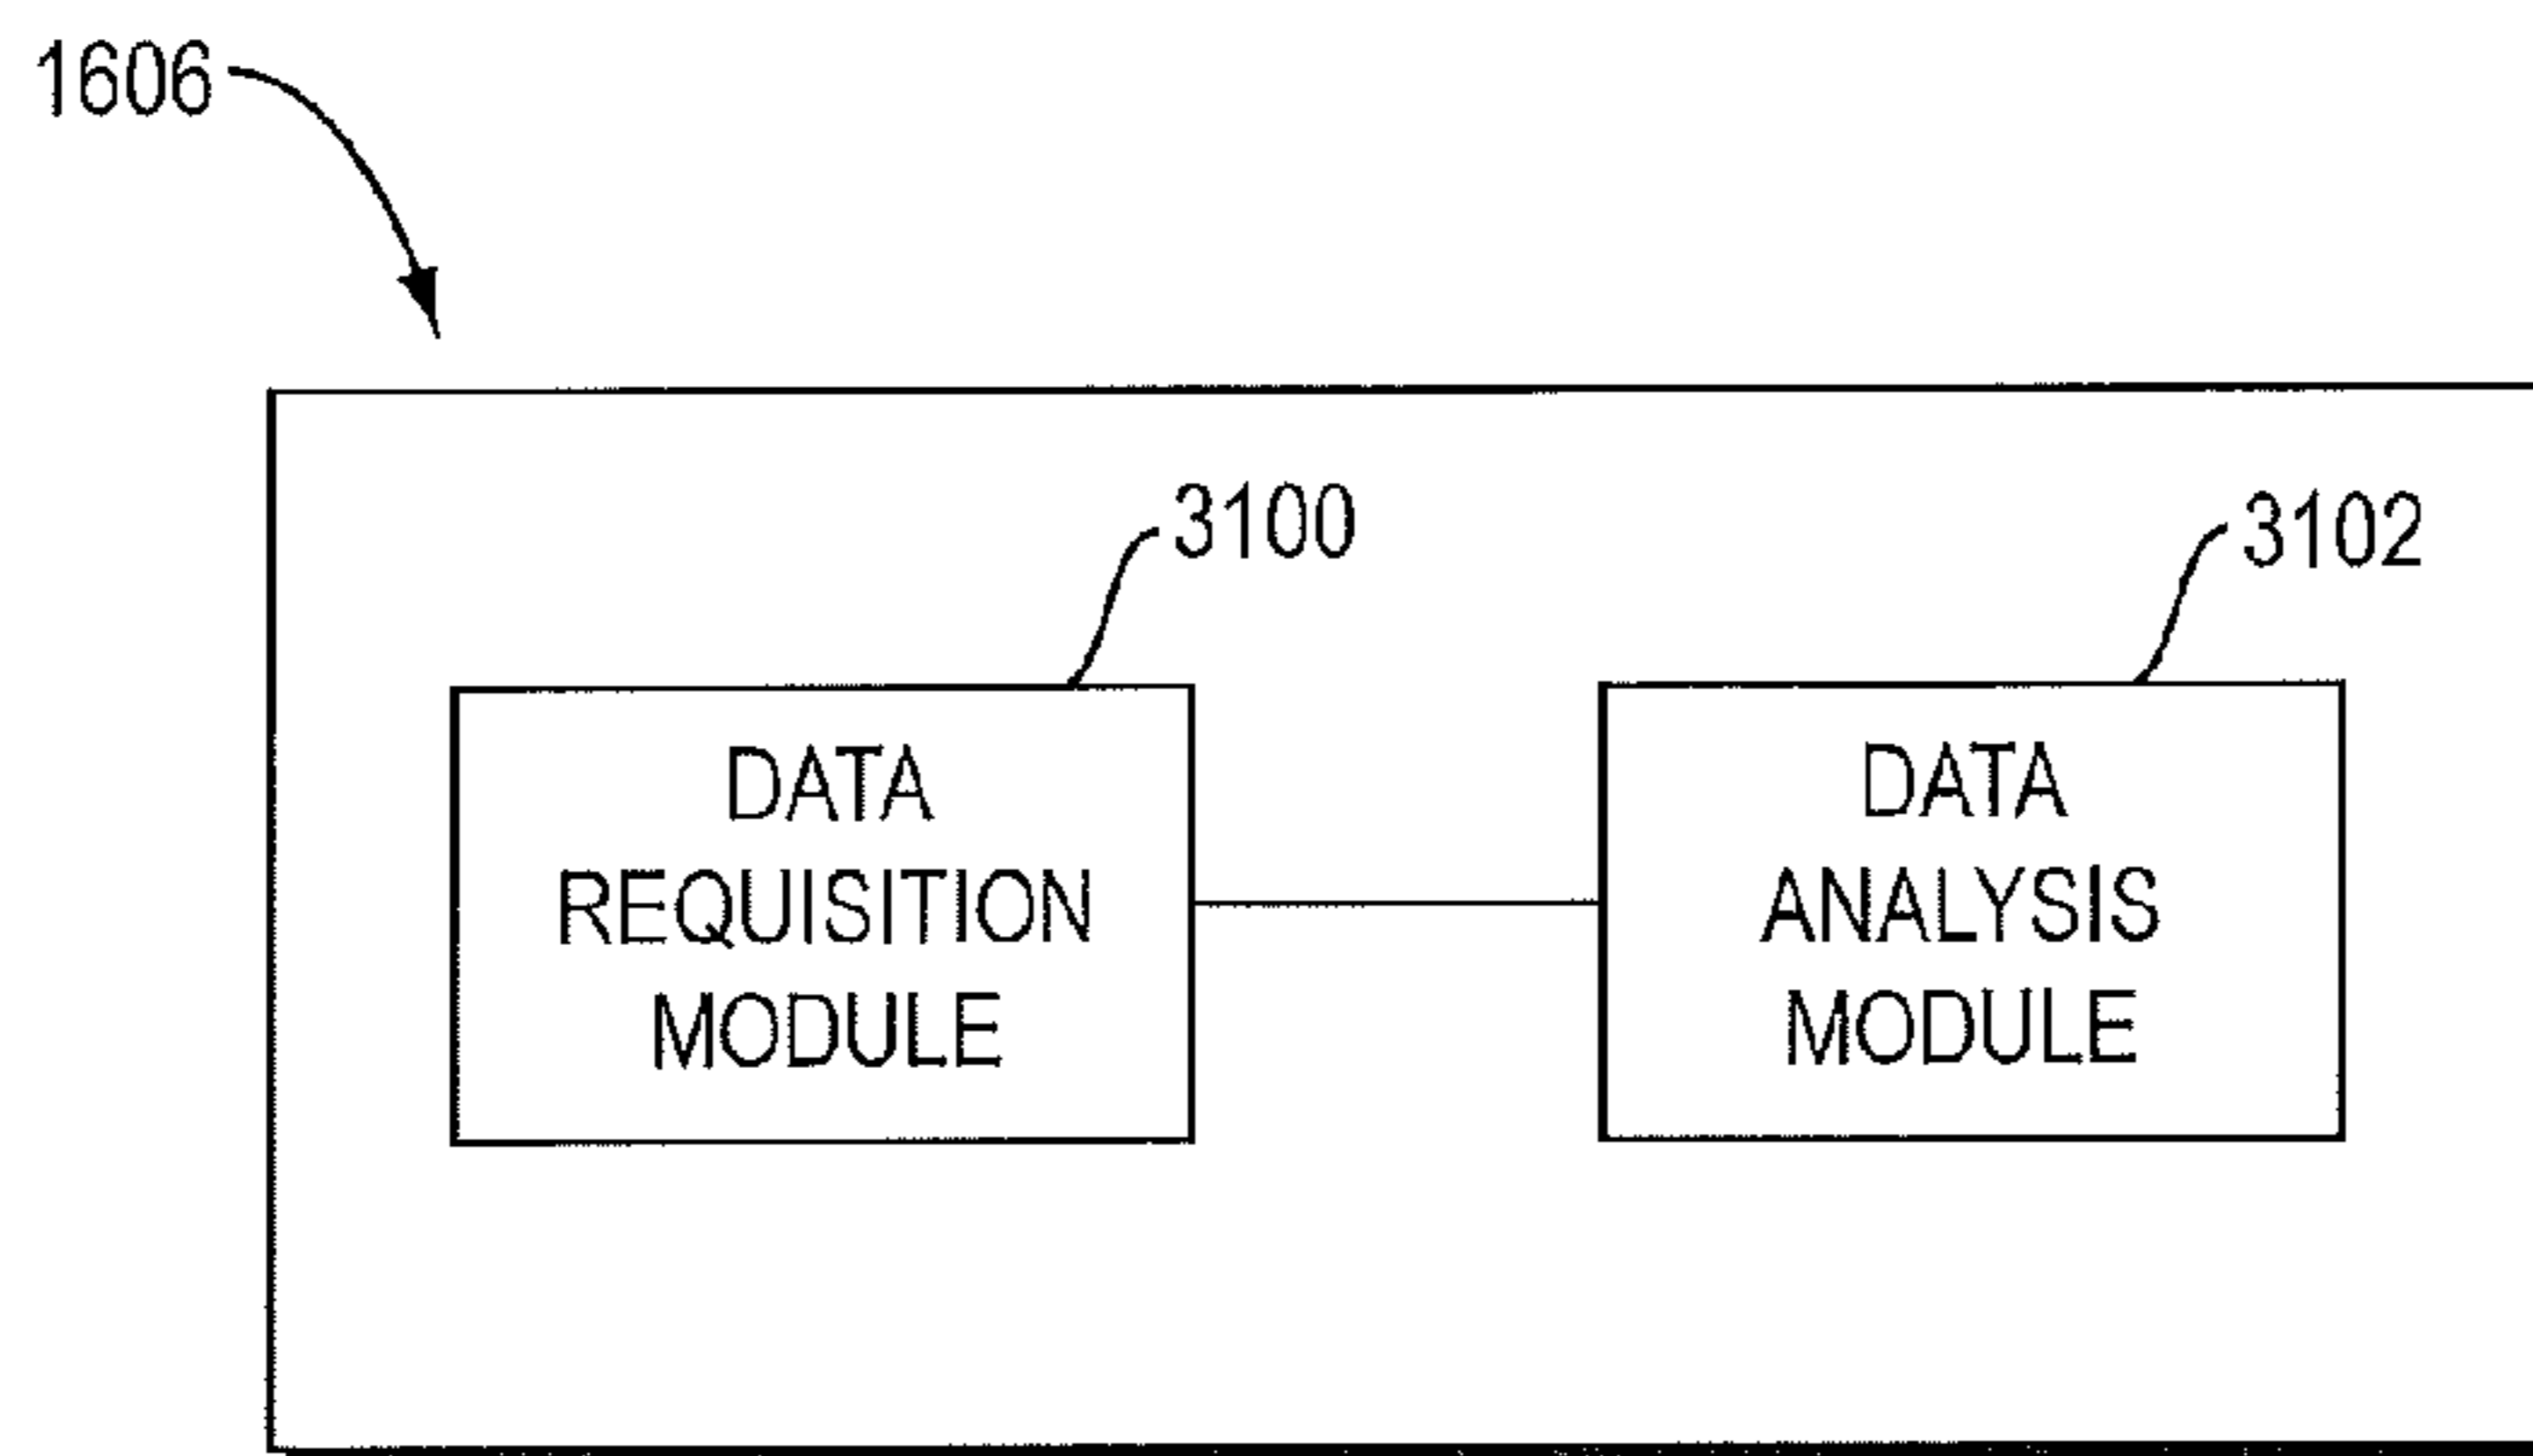 1606
3100
3102
DATA
REQUISITION
MODULE
DATA
ANALYSIS
MODULE